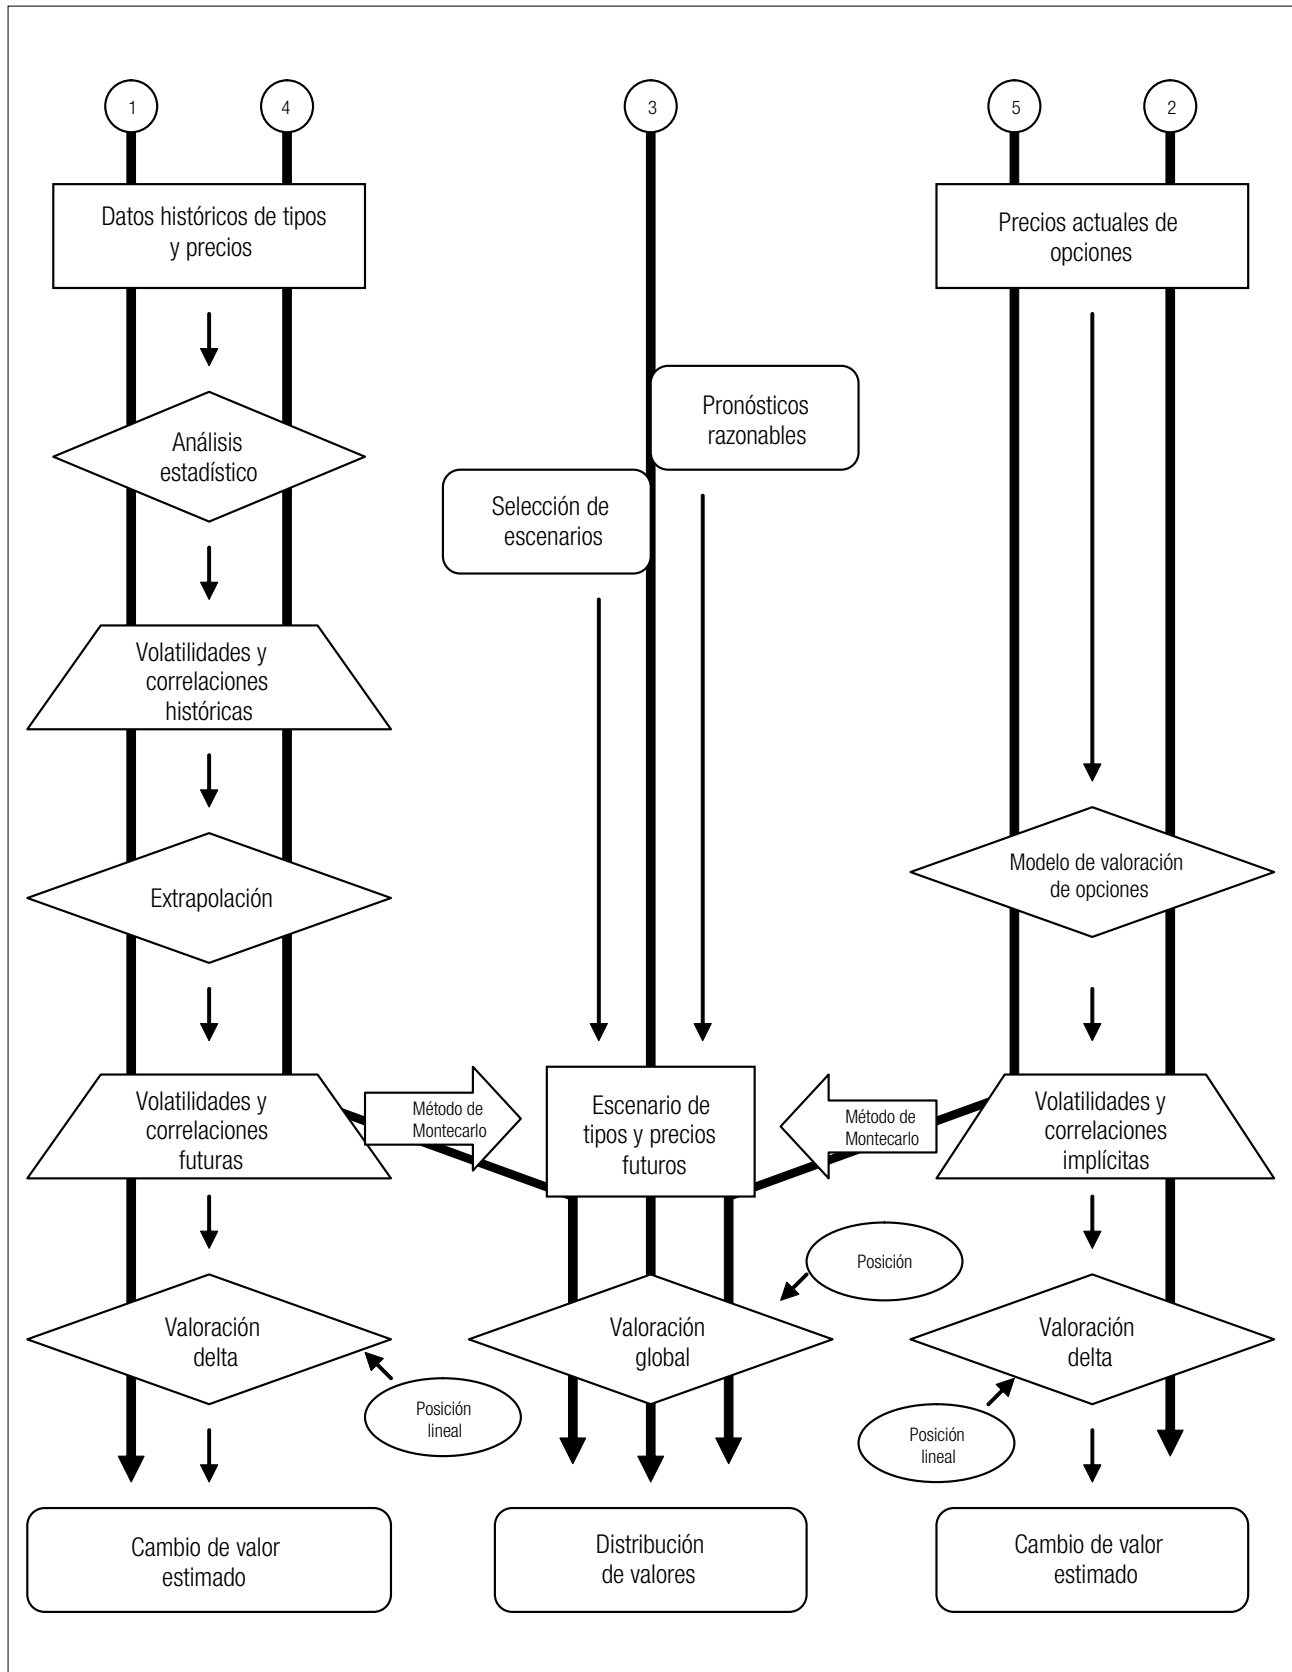 1
4
3
5
2
Datos históricos de tipos
y precios
Precios actuales de
opciones
Pronósticos
razonables
Análisis
estadístico
Selección de
escenarios
Volatilidades y
correlaciones
históricas
Modelo de valoración
de opciones
Extrapolación
Volatilidades y
correlaciones
futuras
Método de
Montecarlo
Escenario de
tipos y precios
futuros
Método de
Montecarlo
Volatilidades y
correlaciones
implícitas
Posición
Valoración
delta
Valoración
global
Valoración
delta
Posición
lineal
Posición
lineal
Cambio de valor
estimado
Distribución
de valores
Cambio de valor
estimado